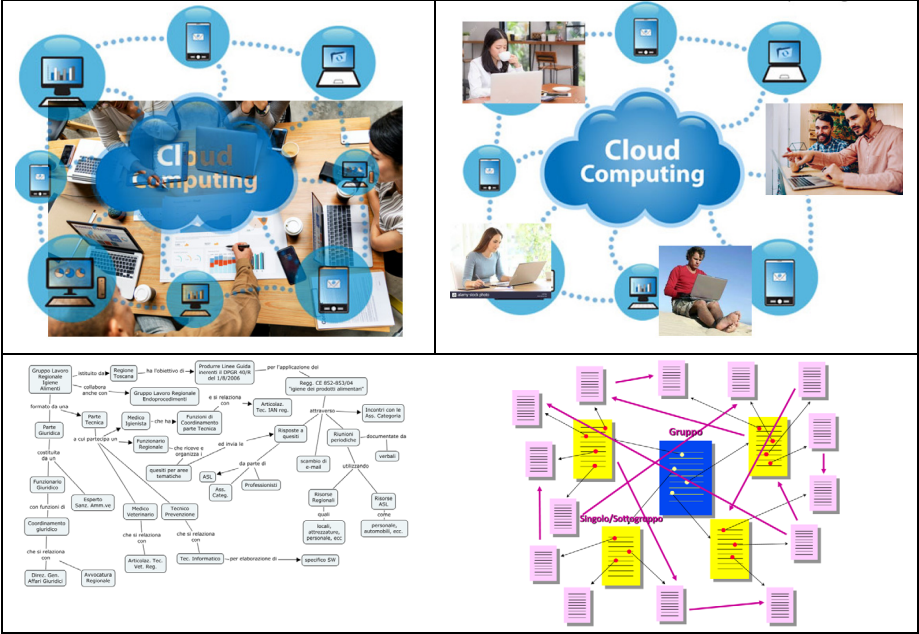 Cloud
Computing
Cloud
Computing
alamy stock photo
Gruppo Lavoro
Regionale
Igiene
Alimenti
istituito da
Regione
Toscana
ha l'obiettivo di
Produrre Linee Guida
inerenti il DPGR 40/R
del 1/8/2006
per l'applicazione del
Regg. CE 852-853/04
"igiene dei prodotti alimentari"
collabora
anche con
Gruppo Lavoro Regionale
Endoprocedimenti
formato da una
Parte
Giuridica
Parte
Tecnica
a cui partecipa un
Medico
Igienista
che ha
Funzioni di
Coordinamento
parte Tecnica
e si relaziona
con
Articolaz.
Tec. IAN reg.
attraverso
Incontri con le
Ass. Categoria
Funzionario
Regionale
che riceve e
organizza i
quesiti per aree
tematiche
ed invia le
Risposte a
quesiti
da parte di
ASL
Ass.
Categ.
Professionisti
scambio di
e-mail
Riunioni
periodiche
documentate da
verbali
utilizzando
Risorse
Regionali
quali
locali,
attrezzature,
personale, ecc
Risorse
ASL
come
personale,
automobili, ecc.
costituita
da un
Funzionario
Giuridico
Esperto
Sanz. Amm.ve
con funzioni di
Coordinamento
giuridico
che si relaziona
con
Direz. Gen.
Affari Giuridici
Avvocatura
Regionale
Medico
Veterinario
che si relaziona
con
Articolaz. Tec.
Vet. Reg.
Tecnico
Prevenzione
che si relaziona
con
Tec. Informatico
per elaborazione di
specifico SW
Gruppo
Singolo/Sottogruppo